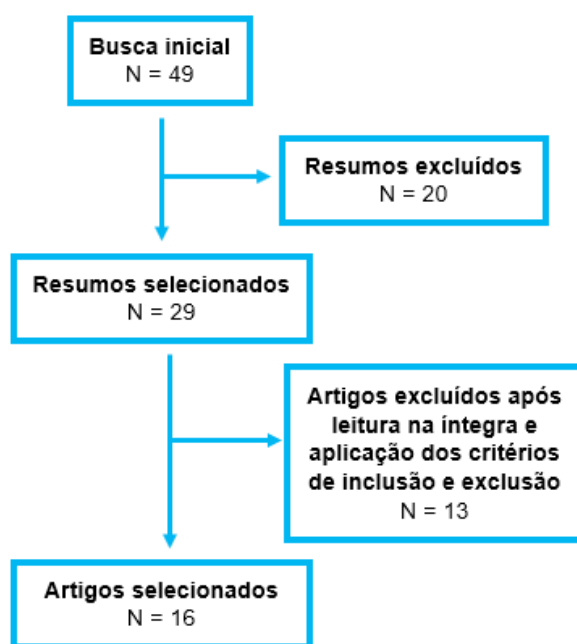 Busca inicial
N = 49
Resumos excluídos
N = 20
Resumos selecionados
N = 29
Artigos excluídos após
leitura na íntegra e
aplicação dos critérios
de inclusão e exclusão
N = 13
Artigos selecionados
N = 16